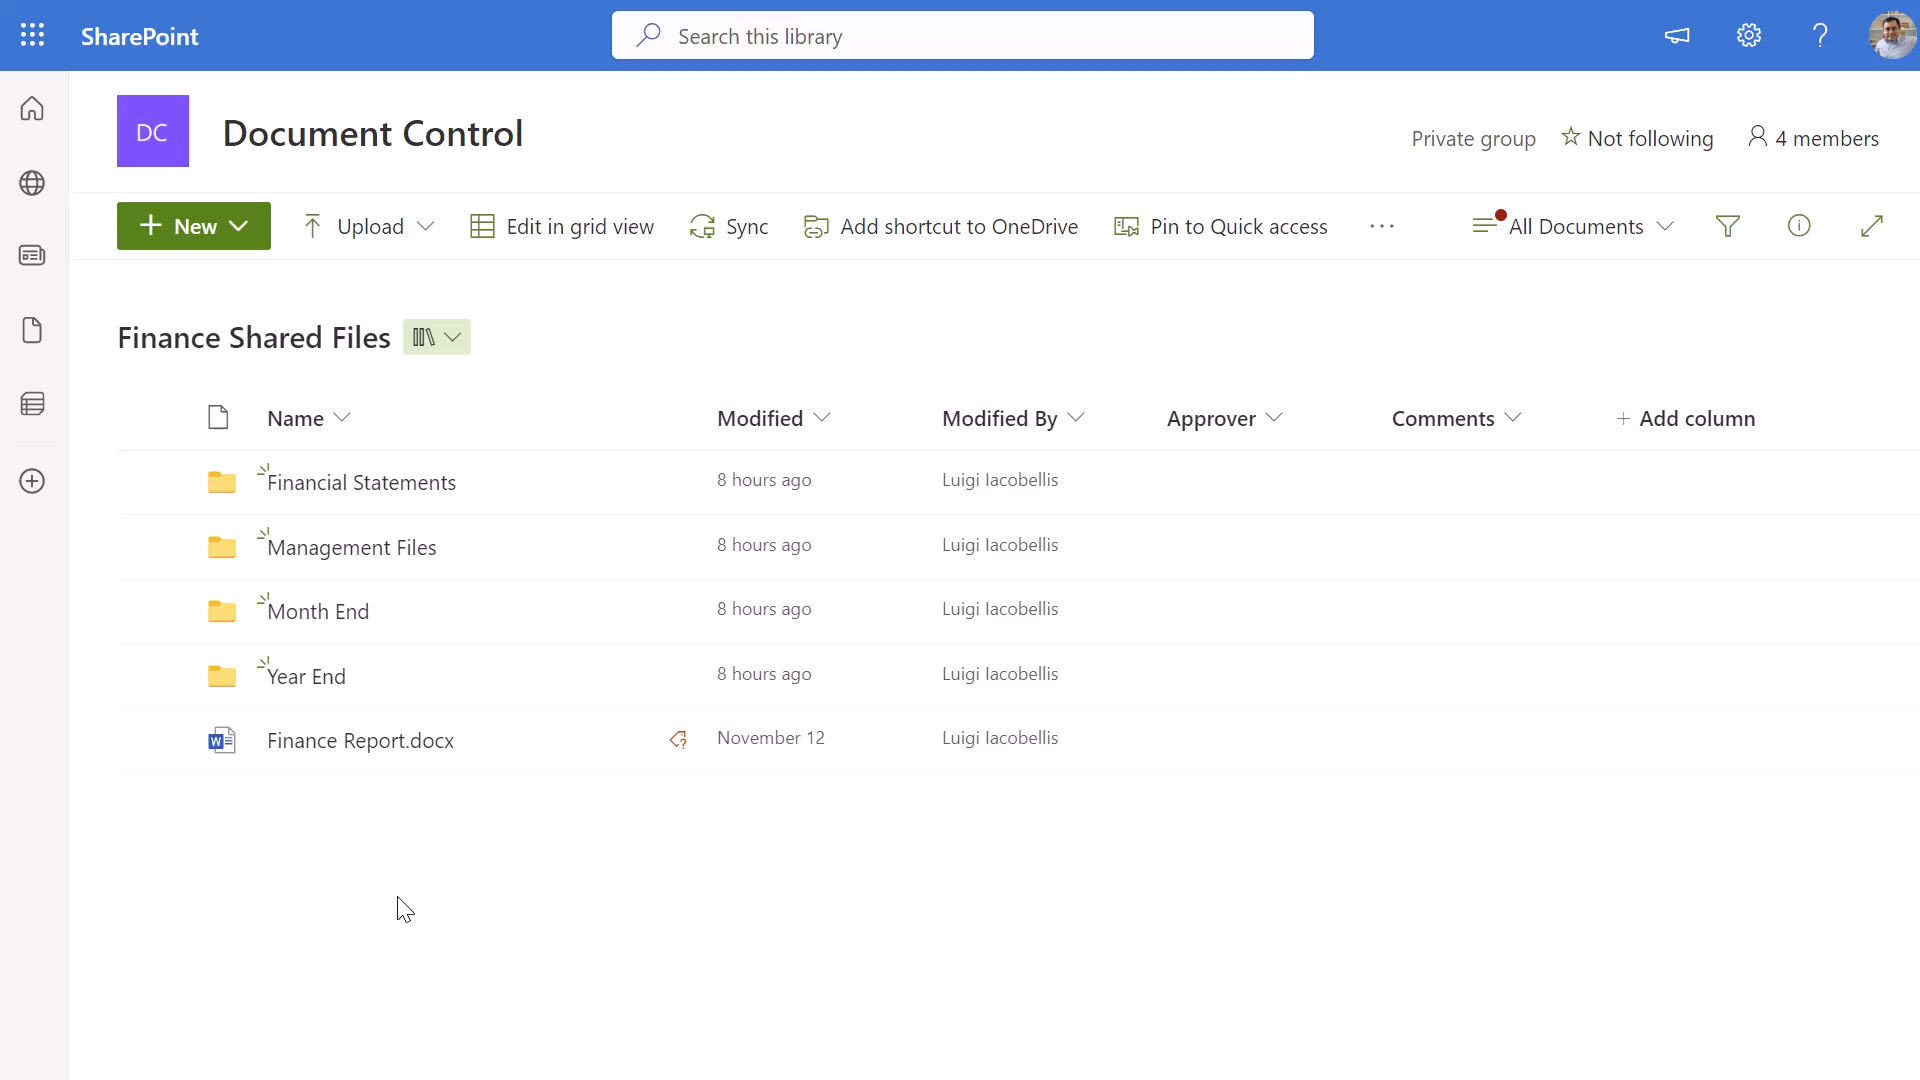 SharePoint
Search this library
DC
Document Control
Private group
Not following
4 members
New
Upload
Edit in grid view
Sync
Add shortcut to OneDrive
Pin to Quick access
All Documents
Finance Shared Files
Name
Modified
Modified By
Approver
Comments
Add column
Financial Statements
8 hours ago
Luigi Iacobellis
Management Files
8 hours ago
Luigi Iacobellis
Month End
8 hours ago
Luigi Iacobellis
Year End
8 hours ago
Luigi Iacobellis
Finance Report.docx
November 12
Luigi Iacobellis